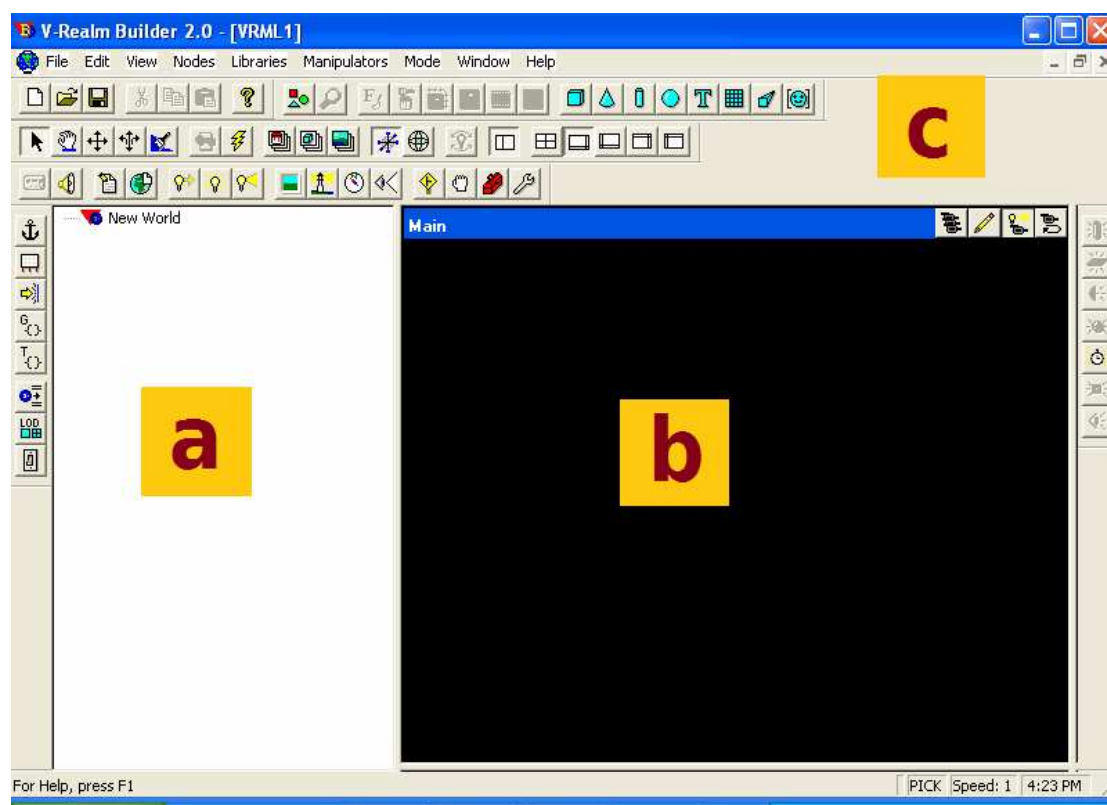 V-Realm Builder 2.0 - [VRML1]
File Edit View Nodes Libraries Manipulators Mode Window Help
c
New World
Main
G
T
LOD
a
b
For Help, press F1
PICK Speed: 1 4:23 PM